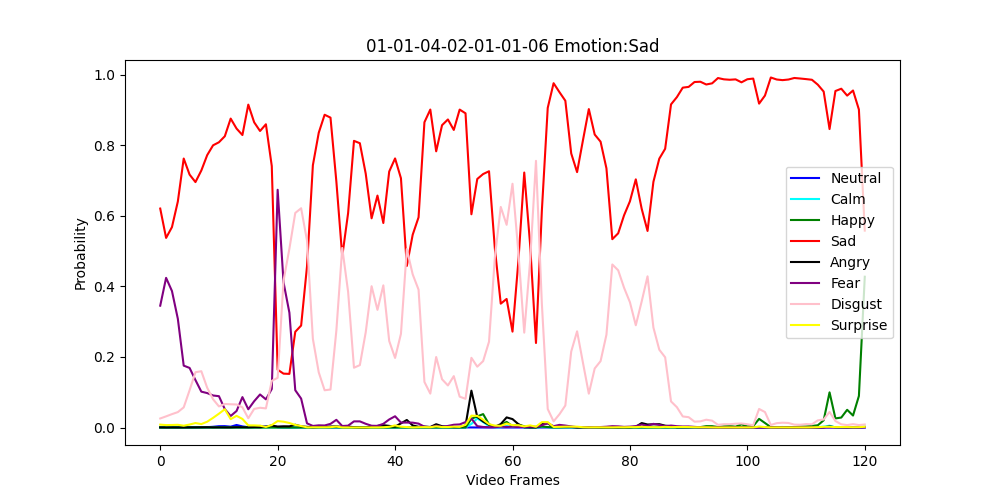 01-01-04-02-01-01-06 Emotion:Sad
1.0
0.8
0.6
0.4
0.2
0.0
Probability
0 20 40 60 80 100 120
Video Frames
Neutral
Calm
Happy
Sad
Angry
Fear
Disgust
Surprise